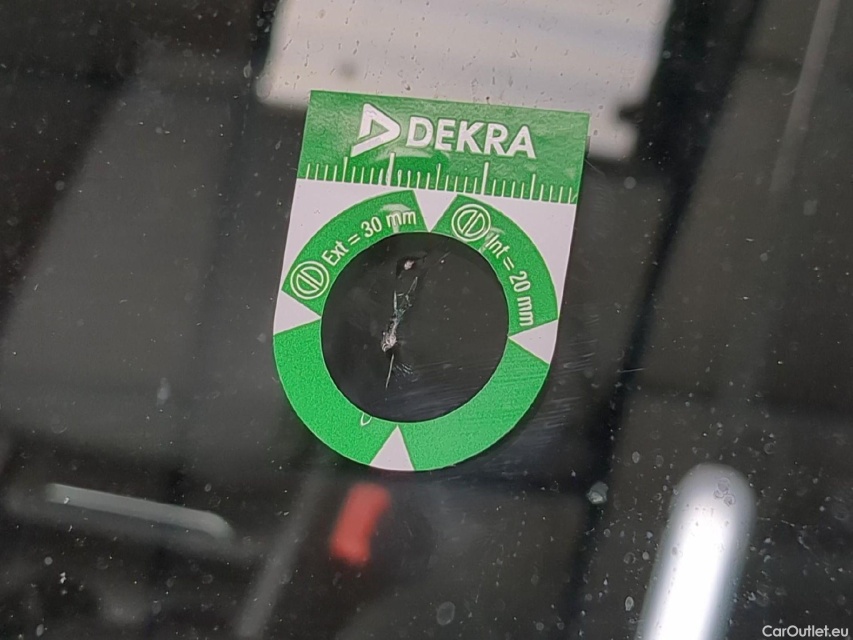 DEKRA
Ext = 30 mm
Int = 20 mm
CarOutlet.eu